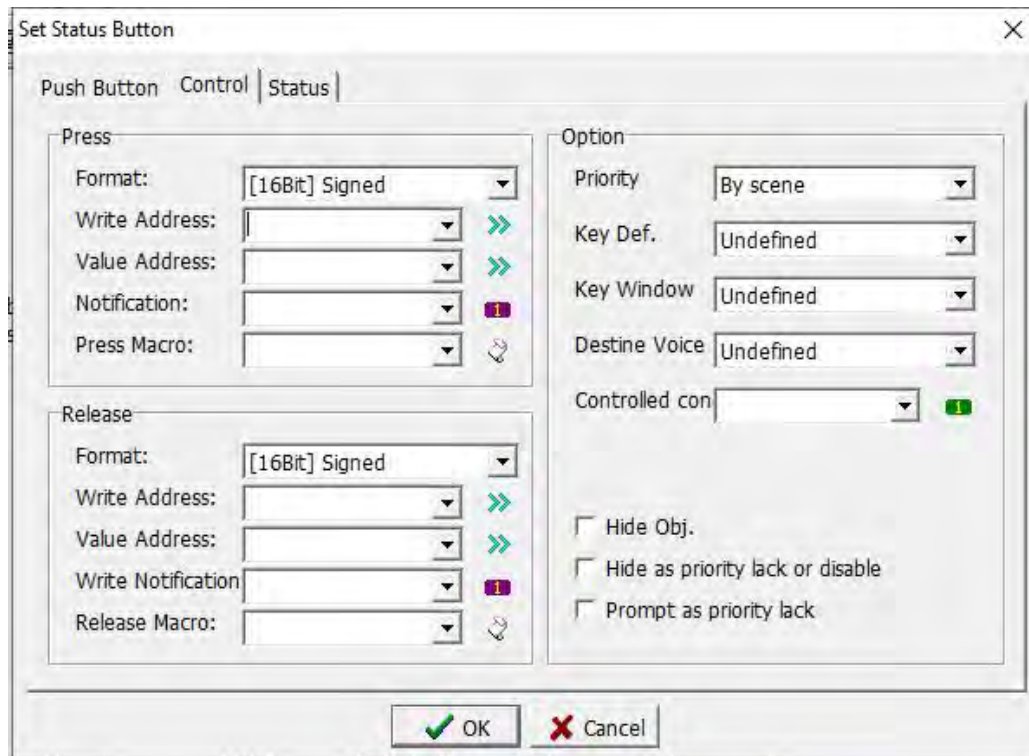 Set Status Button
Push Button Control Status
Press
Format: [16Bit] Signed
Write Address:
Value Address:
Notification: 1
Press Macro:
Release
Format: [16Bit] Signed
Write Address:
Value Address:
Write Notification 1
Release Macro:
Option
Priority By scene
Key Def. Undefined
Key Window Undefined
Destine Voice Undefined
Controlled con 1
Hide Obj.
Hide as priority lack or disable
Prompt as priority lack
OK Cancel